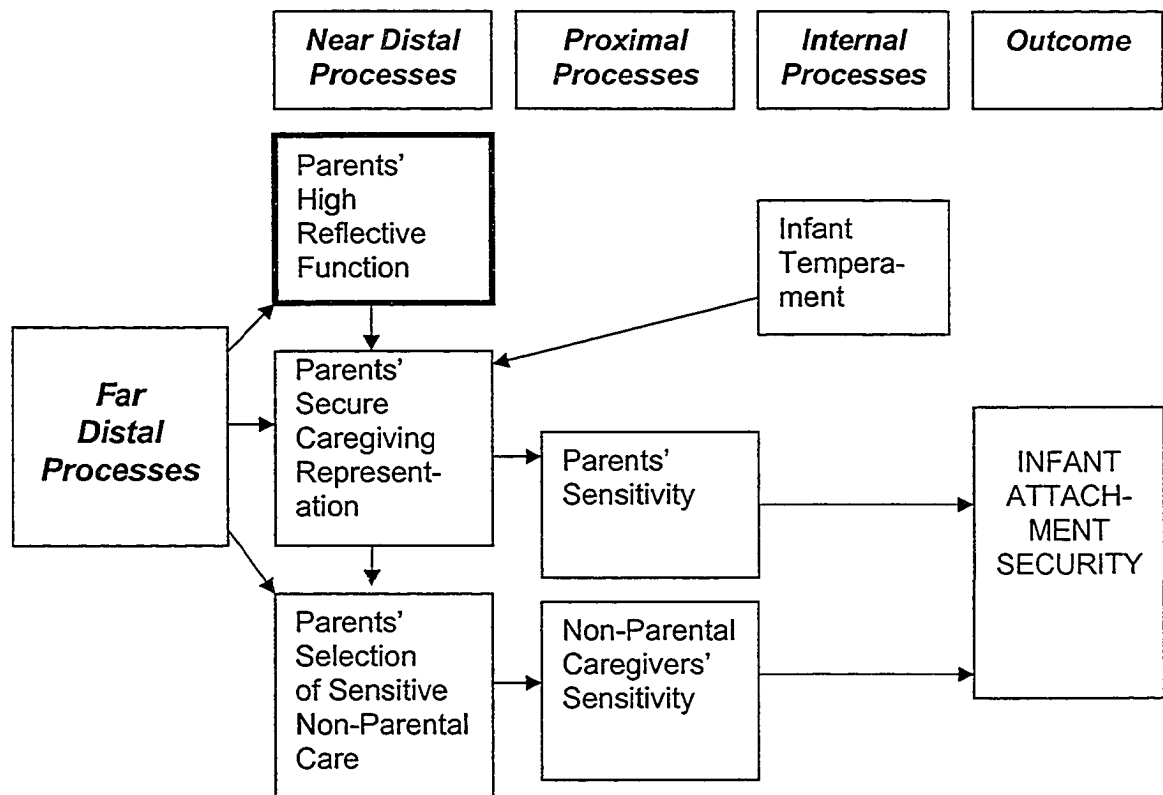 Near Distal
Processes
Proximal
Processes
Internal
Processes
Outcome
Parents’
High
Reflective
Function
Infant
Tempera-
ment
Far
Distal
Processes
Parents’
Secure
Caregiving
Represent-
ation
Parents’
Sensitivity
INFANT
ATTACH-
MENT
SECURITY
Parents’
Selection
of Sensitive
Non-Parental
Care
Non-Parental
Caregivers’
Sensitivity